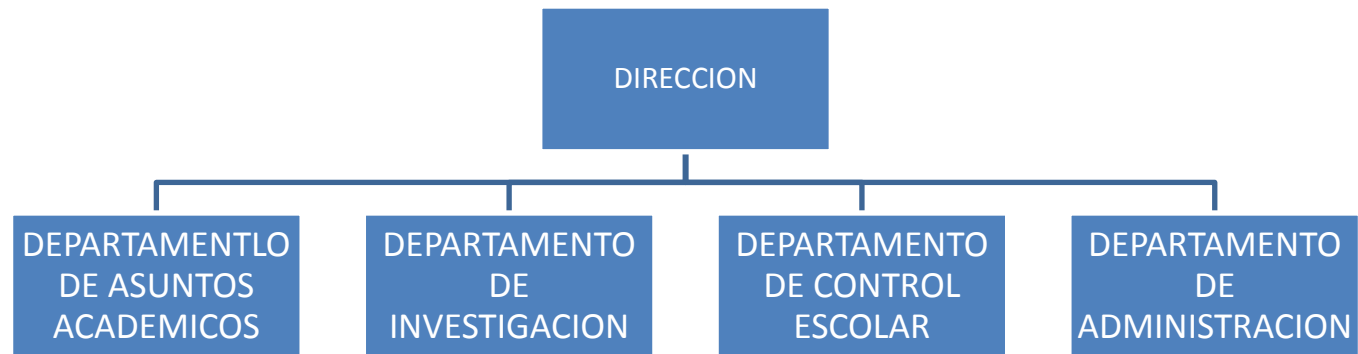 DIRECCION
DEPARTAMENTLO
DE ASUNTOS
ACADEMICOS
DEPARTAMENTO
DE
INVESTIGACION
DEPARTAMENTO
DE CONTROL
ESCOLAR
DEPARTAMENTO
DE
ADMINISTRACION